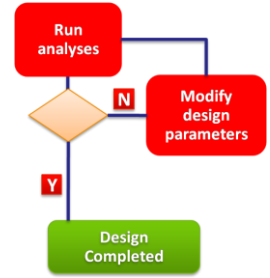 Run
analyses
N
Modify
design
parameters
Y
Design
Completed